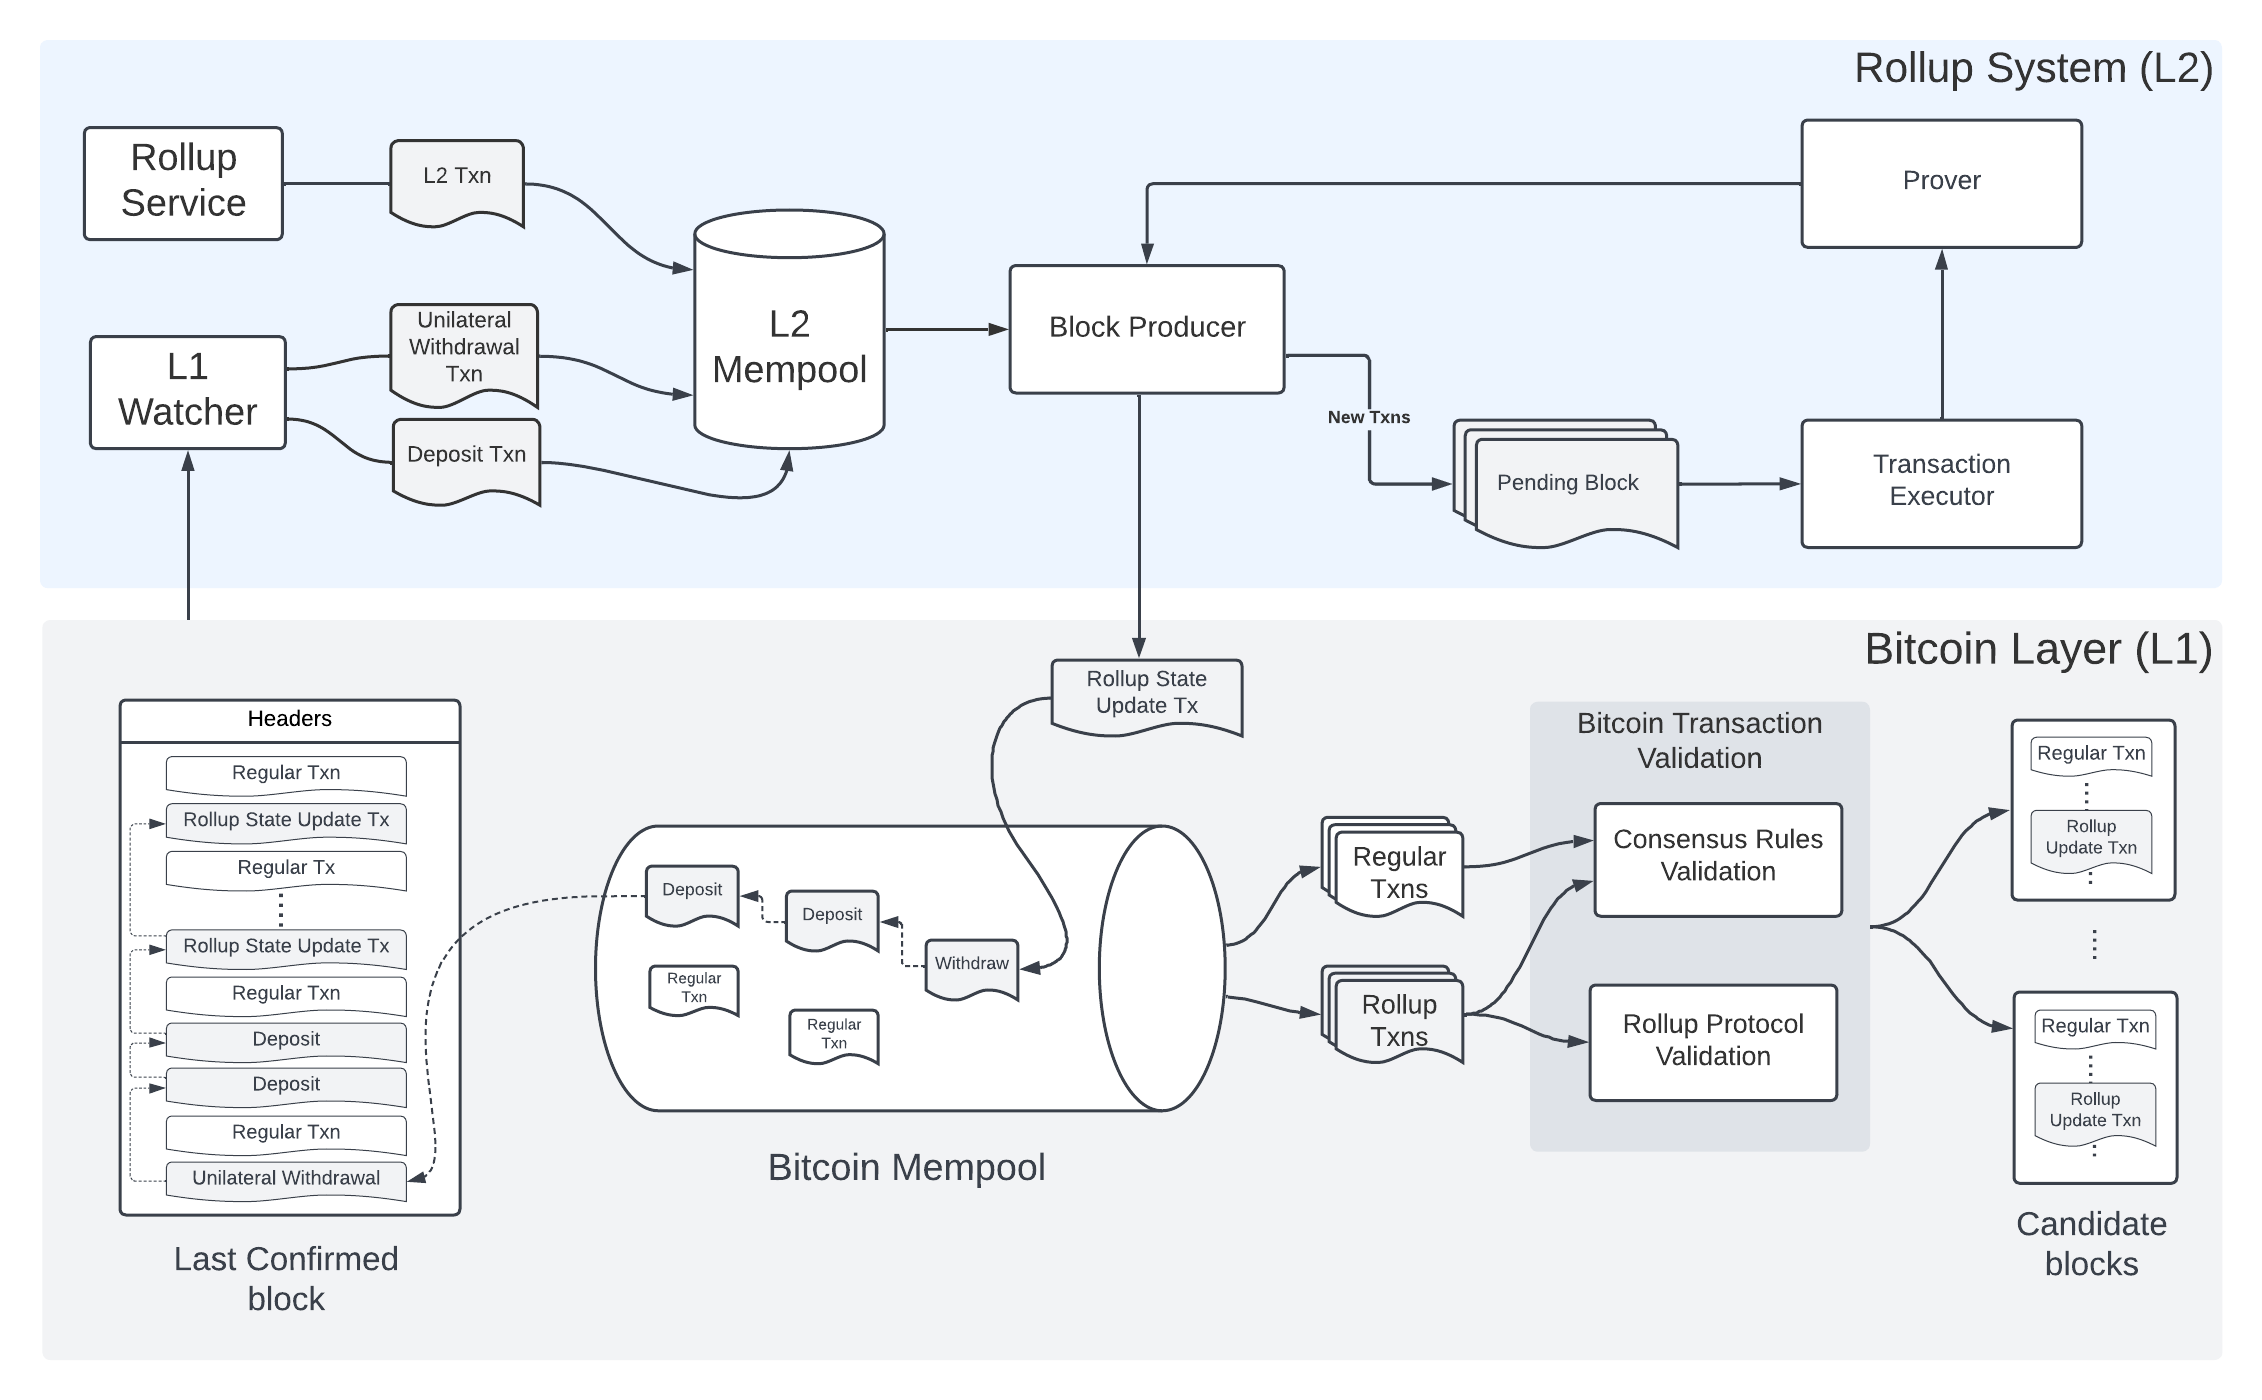 Rollup System (L2)
Rollup
Service
L2 Txn
Prover
L1
Watcher
Unilateral
Withdrawal
Txn
Deposit Txn
L2
Mempool
Block Producer
New Txns
Pending Block
Transaction
Executor
Bitcoin Layer (L1)
Rollup State
Update Tx
Headers
Regular Txn
Rollup State Update Tx
Regular Tx
Rollup State Update Tx
Regular Txn
Deposit
Deposit
Regular Txn
Unilateral Withdrawal
Last Confirmed
block
Deposit
Deposit
Withdraw
Regular
Txn
Regular
Txn
Bitcoin Mempool
Regular
Txns
Rollup
Txns
Bitcoin Transaction
Validation
Consensus Rules
Validation
Rollup Protocol
Validation
Regular Txn
Rollup
Update Txn
Regular Txn
Rollup
Update Txn
Candidate
blocks